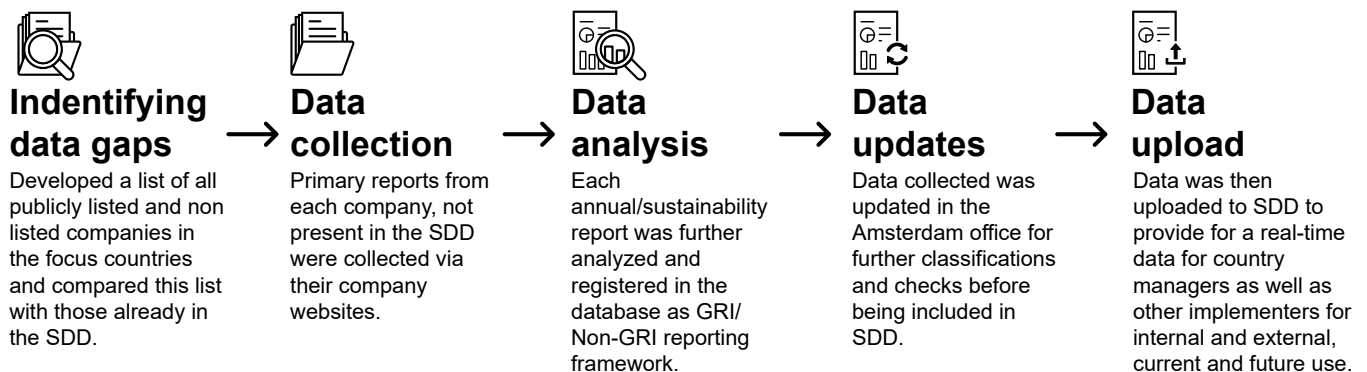 Indentifying
data gaps
Developed a list of all
publicly listed and non
listed companies in
the focus countries
and compared this list
with those already in
the SDD.
Data
collection
Primary reports from
each company, not
present in the SDD
were collected via
their company
websites.
Data
analysis
Each
annual/sustainability
report was further
analyzed and
registered in the
database as GRI/
Non-GRI reporting
framework.
Data
updates
Data collected was
updated in the
Amsterdam office for
further classifications
and checks before
being included in
SDD.
Data
upload
Data was then
uploaded to SDD to
provide for a real-time
data for country
managers as well as
other implementers for
internal and external,
current and future use.